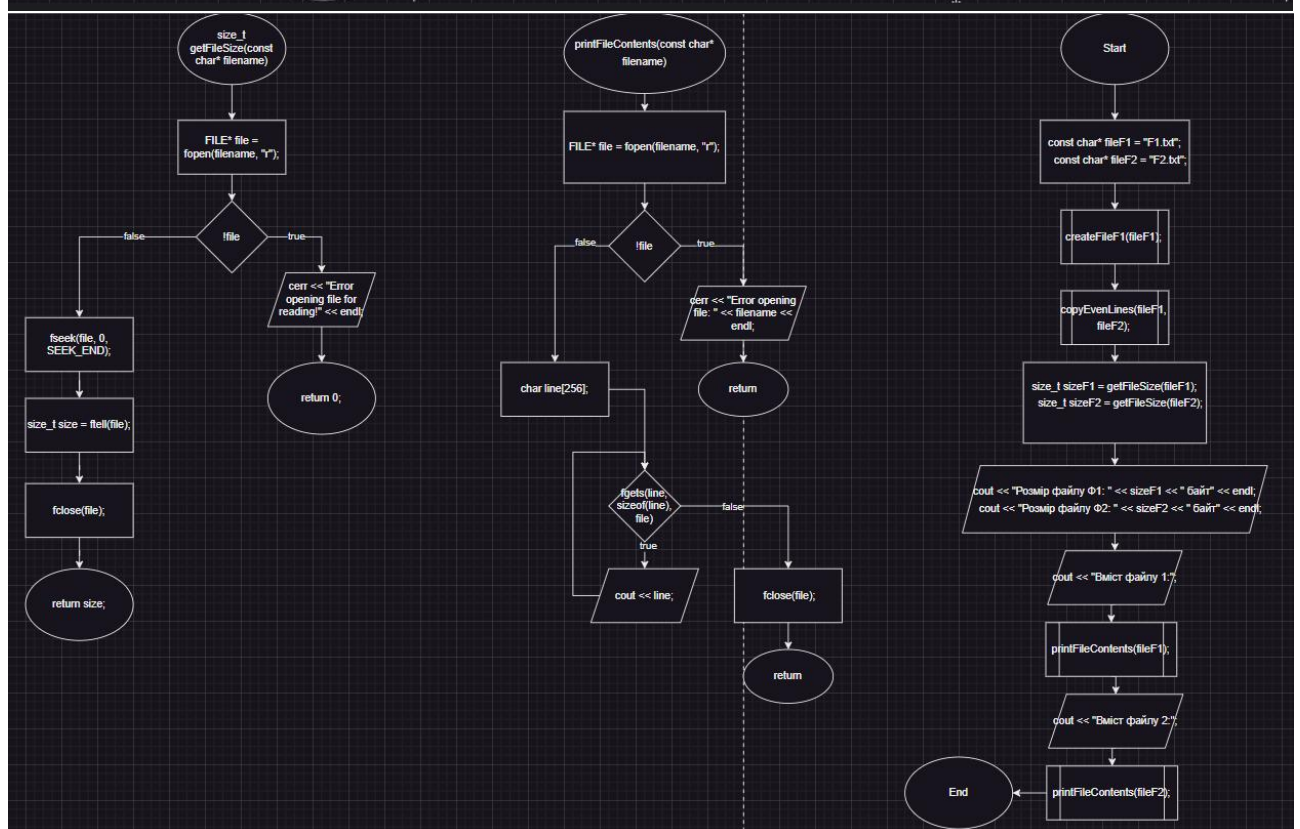 size_t
getFileSize(const
char* filename)
FILE* file =
fopen(filename, "r");
!file
false
true
cerr << "Error
opening file for
reading!" << endl;
return 0;
fseek(file, 0,
SEEK_END);
size_t size = ftell(file);
fclose(file);
return size;
printFileContents(const char*
filename)
FILE* file = fopen(filename, "r");
!file
false
true
cerr << "Error opening
file: " << filename <<
endl;
return
char line[256];
fgets(line,
sizeof(line),
file)
false
true
cout << line;
fclose(file);
return
Start
const char* fileF1 = "F1.txt";
const char* fileF2 = "F2.txt";
createFileF1(fileF1);
copyEvenLines(fileF1,
fileF2);
size_t sizeF1 = getFileSize(fileF1);
size_t sizeF2 = getFileSize(fileF2);
cout << "Розмір файлу Ф1: " << sizeF1 << " байт" << endl;
cout << "Розмір файлу Ф2: " << sizeF2 << " байт" << endl;
cout << "Вміст файлу 1:";
printFileContents(fileF1);
cout << "Вміст файлу 2:";
printFileContents(fileF2);
End